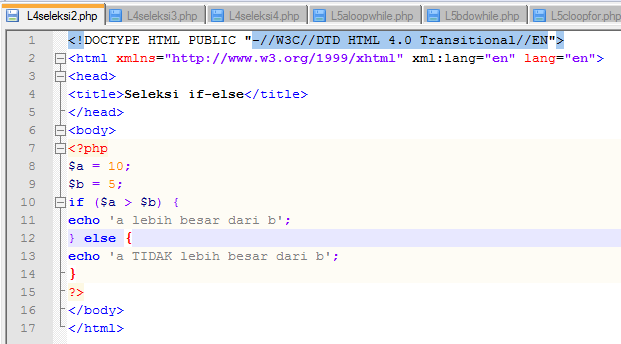 L4seleksi2.php L4seleksi3.php L4seleksi4.php L5aloopwhile.php L5bdowhile.php L5cloopfor.php
1 <!DOCTYPE HTML PUBLIC "-//W3C//DTD HTML 4.0 Transitional//EN">
2 <html xmlns="http://www.w3.org/1999/xhtml" xml:lang="en" lang="en">
3 <head>
4 <title>Seleksi if-else</title>
5 </head>
6 <body>
7 <?php
8 $a = 10;
9 $b = 5;
10 if ($a > $b) {
11 echo 'a lebih besar dari b';
12 } else {
13 echo 'a TIDAK lebih besar dari b';
14 }
15 ?>
16 </body>
17 </html>